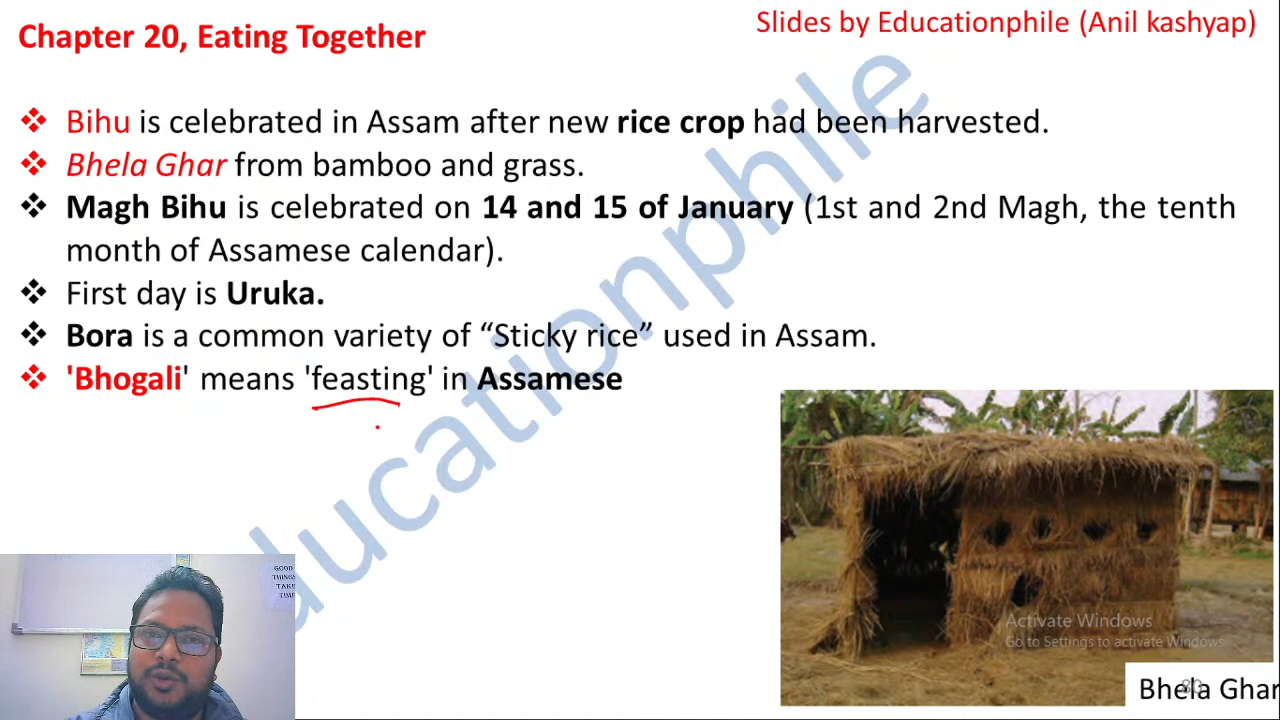 Chapter 20, Eating Together
Slides by Educationphile (Anil kashyap)
❖ Bihu is celebrated in Assam after new rice crop had been harvested.
❖ Bhela Ghar from bamboo and grass.
❖ Magh Bihu is celebrated on 14 and 15 of January (1st and 2nd Magh, the tenth
month of Assamese calendar).
❖ First day is Uruka.
❖ Bora is a common variety of “Sticky rice” used in Assam.
❖ 'Bhogali' means 'feasting' in Assamese
ducationphile
GOOD
THINGS
TAKE
TIME
Activate Windows
Go to Settings to activate Windows.
80
Bhela Ghar